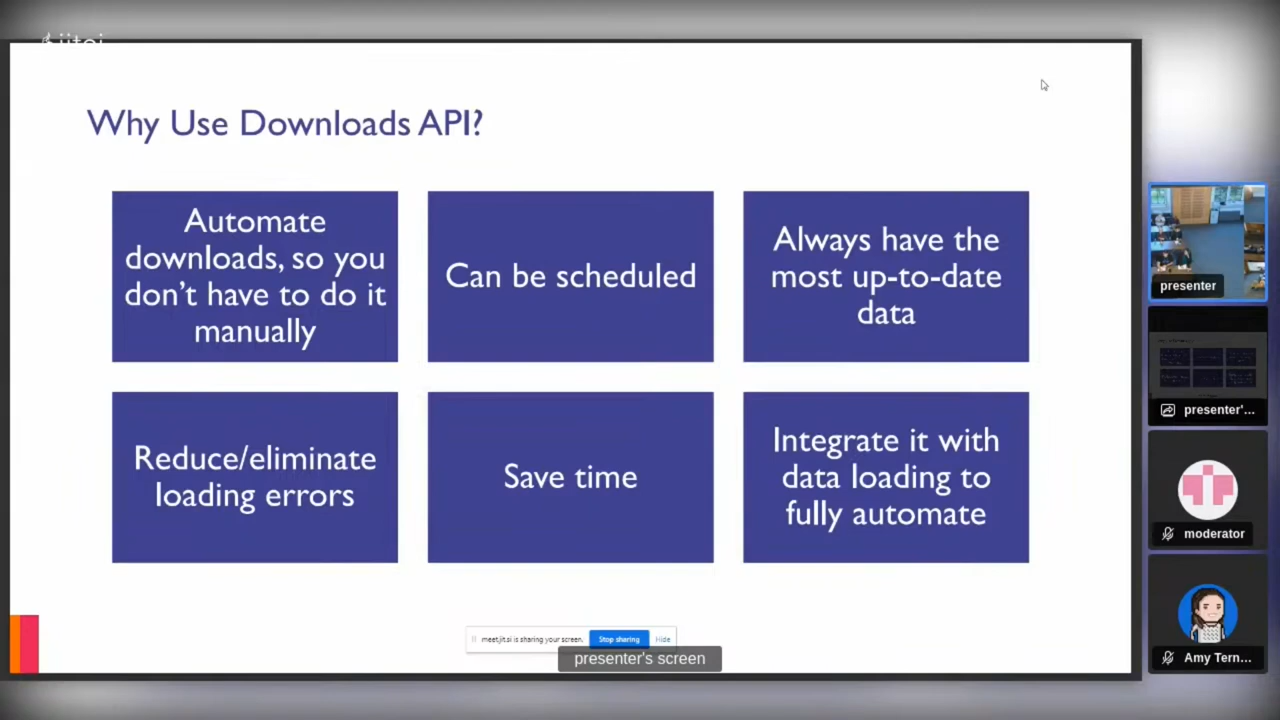 Why Use Downloads API?
Automate
downloads, so you
don't have to do it
manually
Can be scheduled
Always have the
most up-to-date
data
Reduce/eliminate
loading errors
Save time
Integrate it with
data loading to
fully automate
meet.jit.si is sharing your screen.
Stop sharing
Hide
presenter's screen
presenter
presenter'...
moderator
Amy Tern...